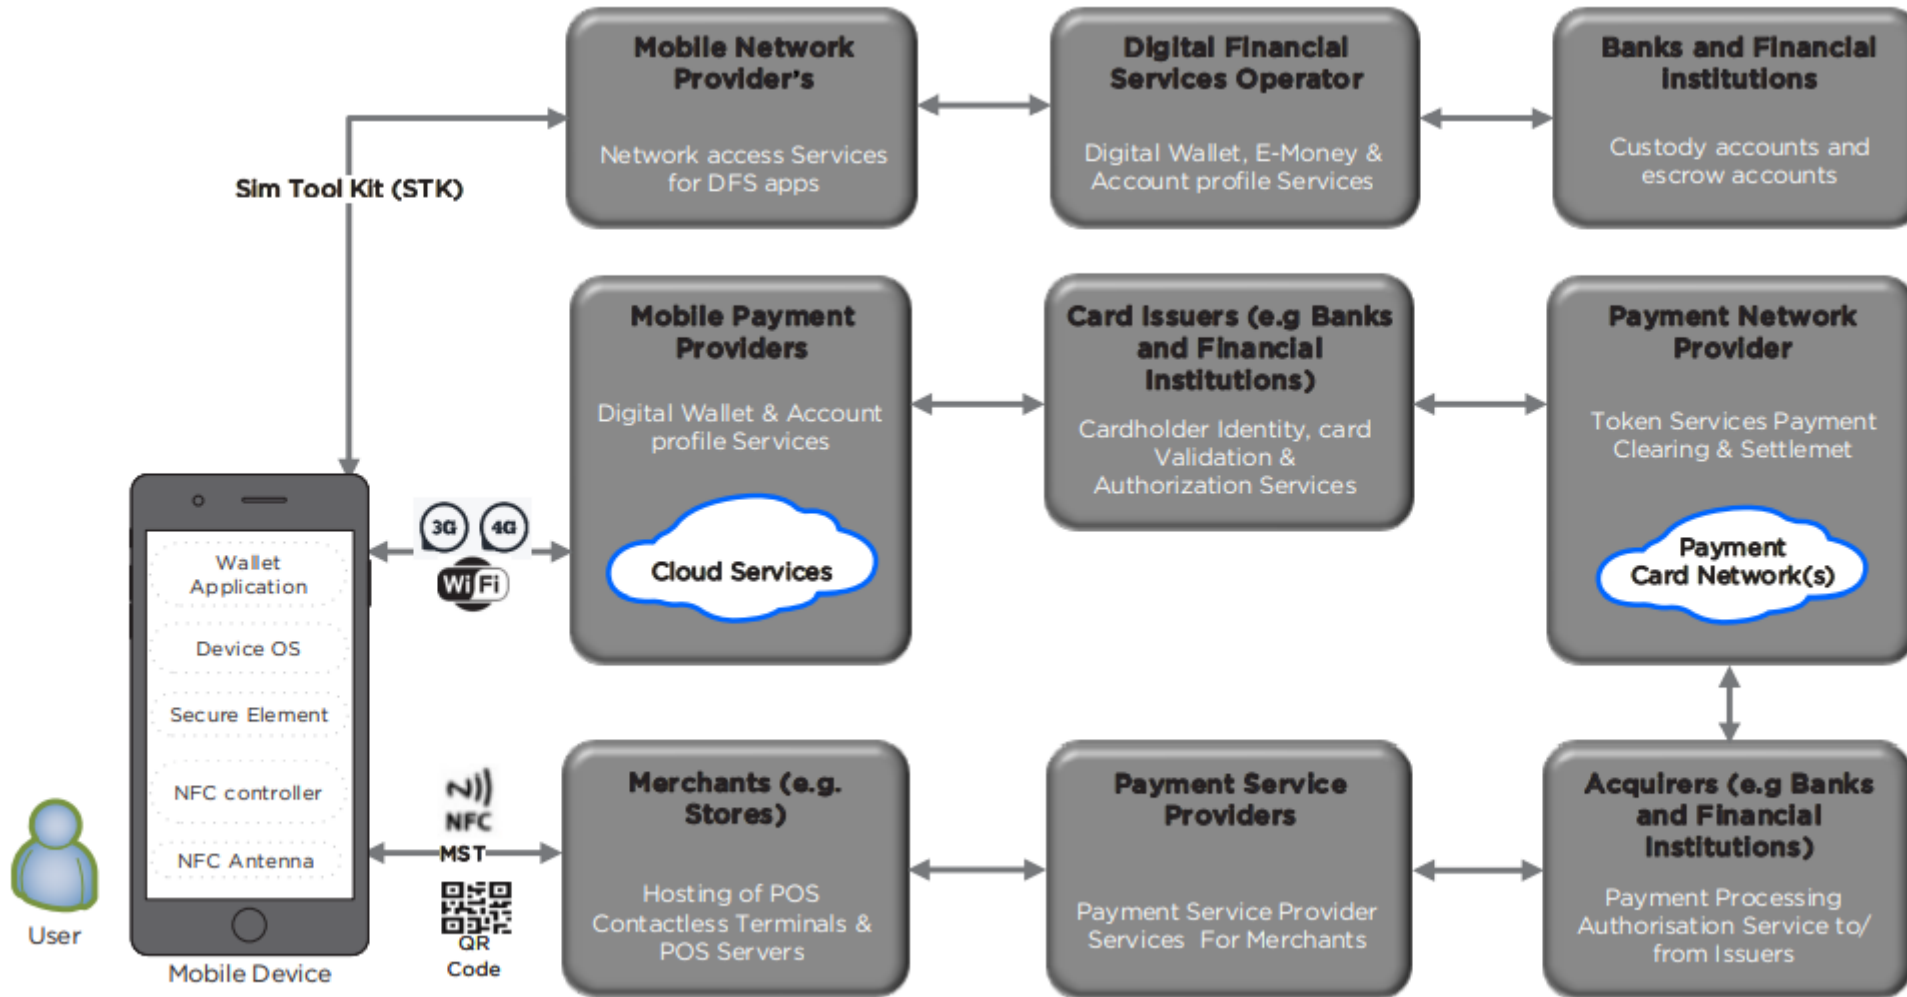 Mobile Network
Provider's
Network access Services
for DFS apps
Digital Financial
Services Operator
Digital Wallet, E-Money &
Account profile Services
Banks and Financial
Institutions
Custody accounts and
escrow accounts
Sim Tool Kit (STK)
Mobile Payment
Providers
Digital Wallet & Account
profile Services
Cloud Services
Card Issuers (e.g Banks
and Financial
Institutions)
Cardholder Identity, card
Validation &
Authorization Services
Payment Network
Provider
Token Services Payment
Clearing & Settlemet
Payment
Card Network(s)
3G 4G
Wi Fi
Wallet
Application
Device OS
Secure Element
NFC controller
NFC Antenna
User
Mobile Device
NFC
MST
QR
Code
Merchants (e.g.
Stores)
Hosting of POS
Contactless Terminals &
POS Servers
Payment Service
Providers
Payment Service Provider
Services For Merchants
Acquirers (e.g Banks
and Financial
Institutions)
Payment Processing
Authorisation Service to/
from Issuers